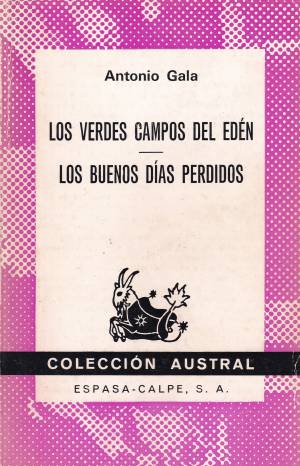 Antonio Gala
LOS VERDES CAMPOS DEL EDÉN
LOS BUENOS DÍAS PERDIDOS
COLECCIÓN AUSTRAL
ESPASA-CALPE, S. A.